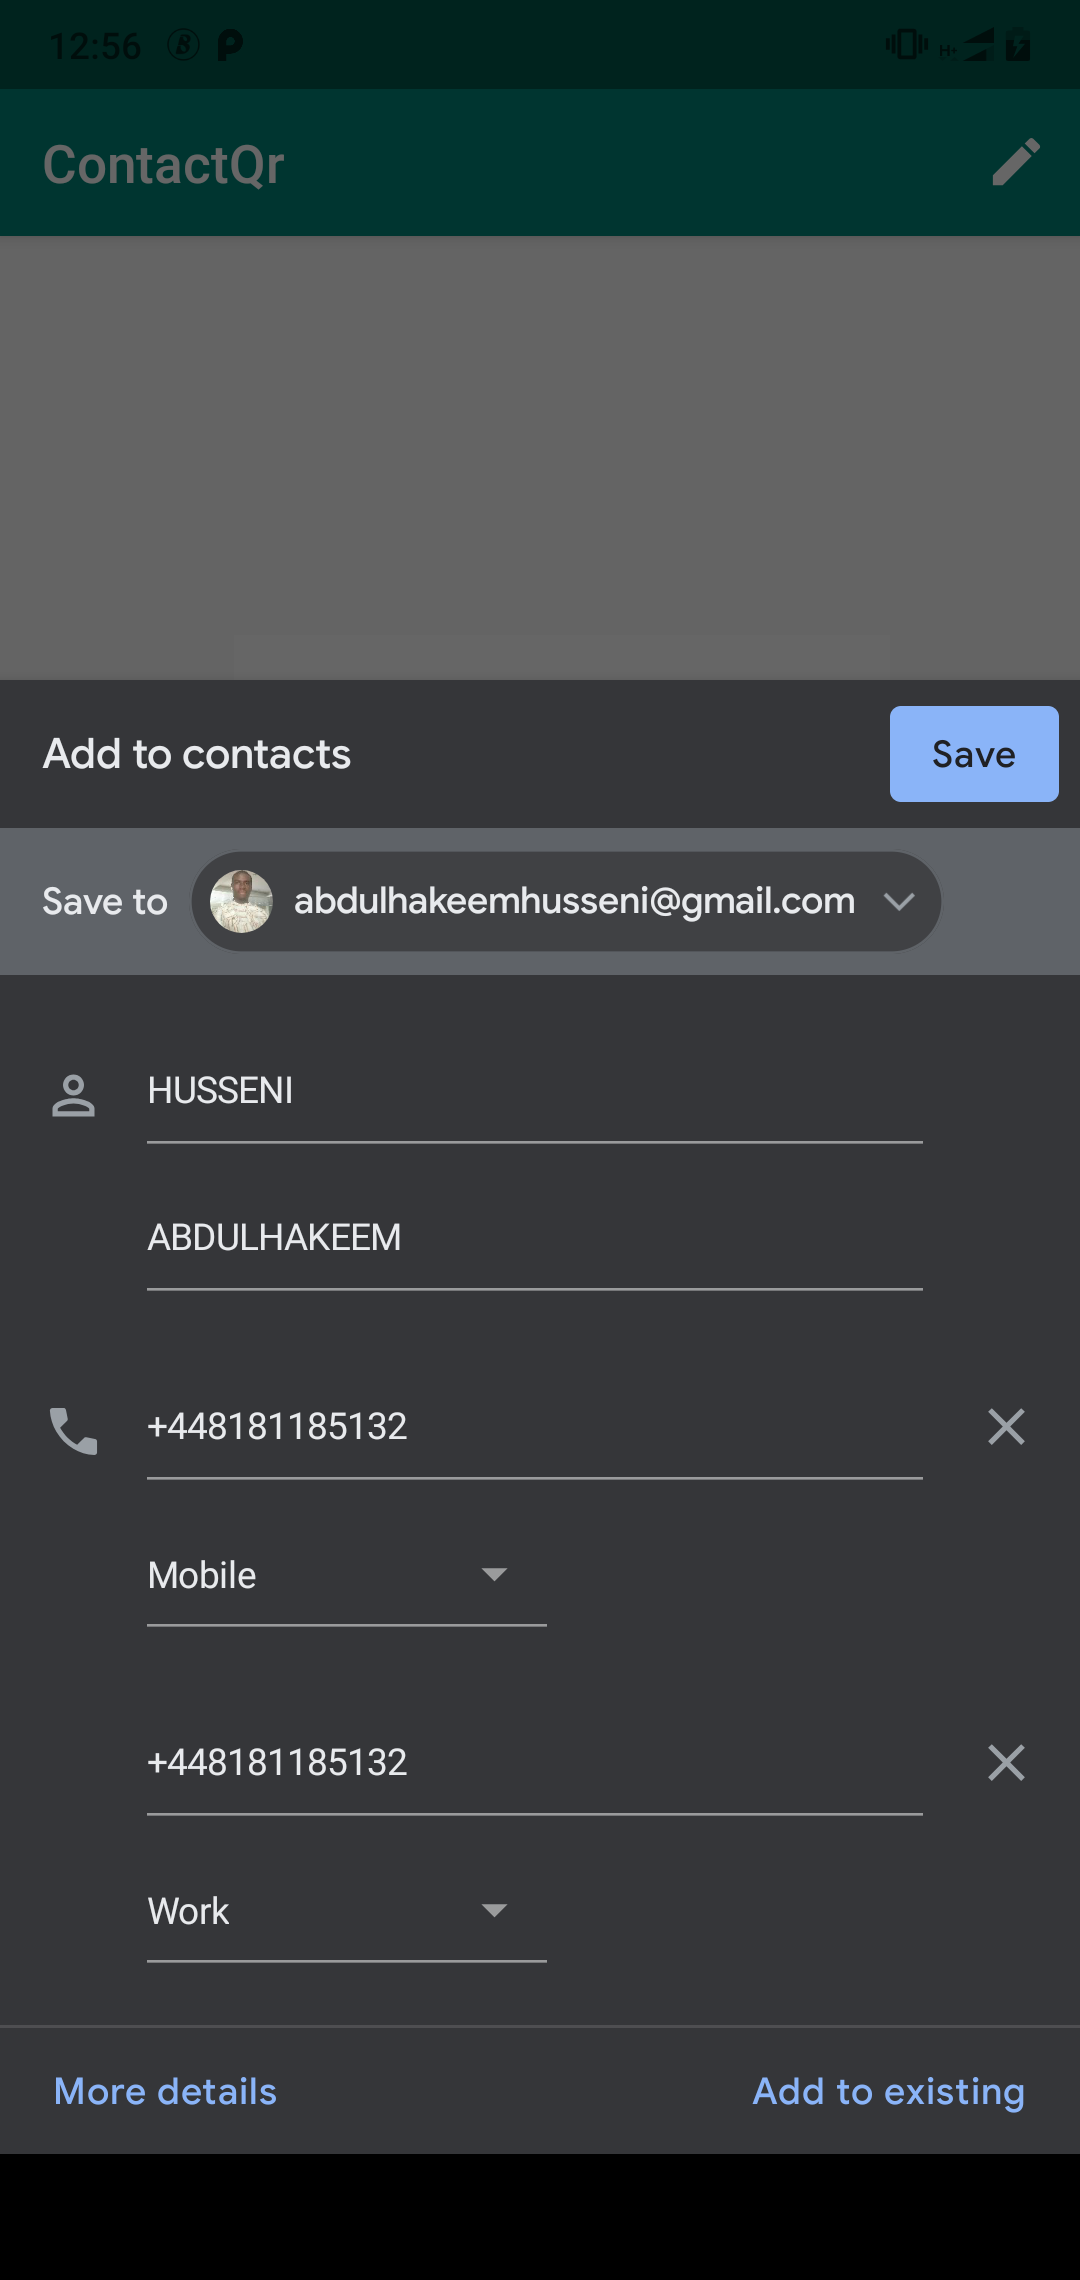 12:56
ContactQr
Add to contacts
Save
Save to
abdulhakeemhusseni@gmail.com
HUSSENI
ABDULHAKEEM
+448181185132
Mobile
+448181185132
Work
More details
Add to existing